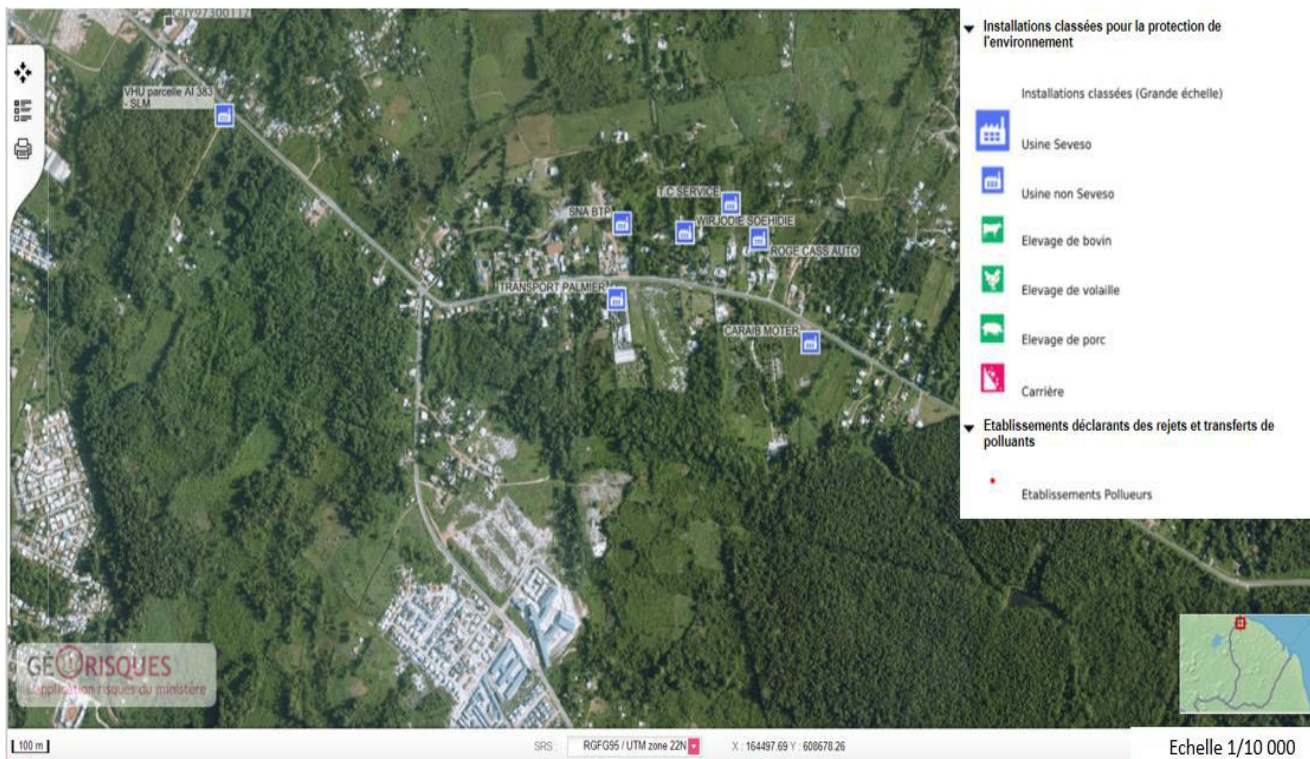 GUY97300112
VHU parcelle AI 383
- SLM
T.C SERVICE
SNA BTP
WIRJODIE SOEHIDIE
ROGE CASS AUTO
TRANSPORT PALMIER
CARAIB MOTER
Installations classées pour la protection de
l'environnement
Installations classées (Grande échelle)
Usine Seveso
Usine non Seveso
Elevage de bovin
Elevage de volaille
Elevage de porc
Carrière
Etablissements déclarants des rejets et transferts de
polluants
Etablissements Pollueurs
GÉORISQUES
L'application risques du ministère
100 m
SRS : RGFG95 / UTM zone 22N X : 164497.69 Y : 608678.26
Echelle 1/10 000